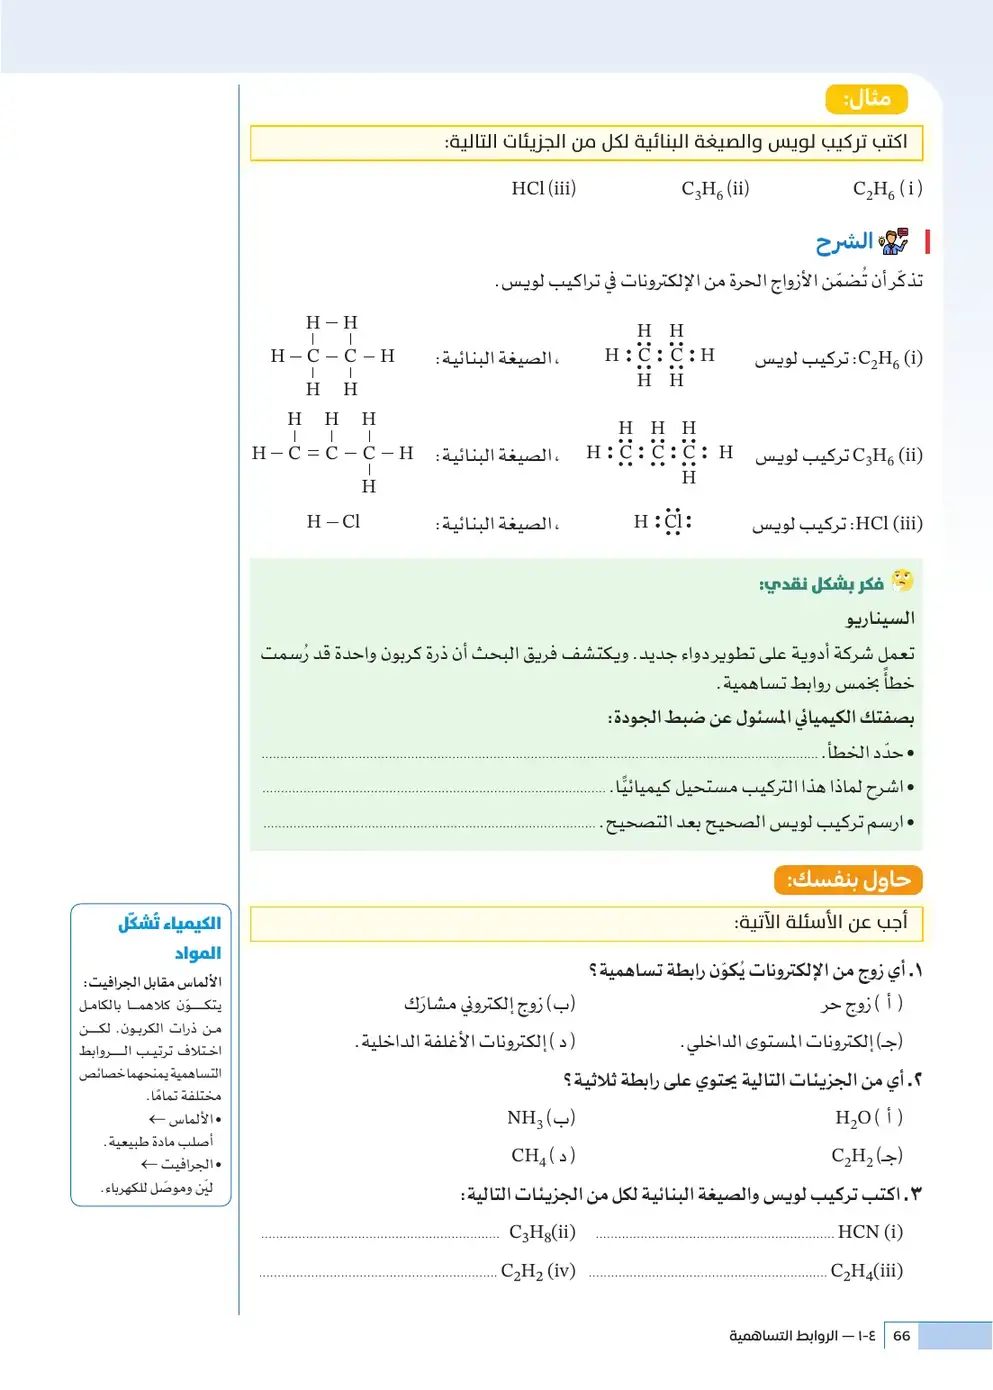 مثال:
اكتب تركيب لويس والصيغة البنائية لكل من الجزيئات التالية:
C₂H₆ ( i ) C₃H₆ (ii) HCl (iii)
الشرح
تذكَّر أن تُضمّن الأزواج الحرة من الإلكترونات في تراكيب لويس.
C₂H₆ (i): تركيب لويس
H H
H : C : C : H
H H
، الصيغة البنائية:
H – H
H – C – C – H
H H
C₃H₆ (ii) تركيب لويس
H H H
H : C : C : C : H
H
، الصيغة البنائية:
H H H
H – C = C – C – H
H
HCl (iii): تركيب لويس
H : Cl :
، الصيغة البنائية:
H – Cl
فكر بشكل نقدي:
السيناريو
تعمل شركة أدوية على تطوير دواء جديد. ويكتشف فريق البحث أن ذرة كربون واحدة قد رُسمت
خطأً بخمس روابط تساهمية.
بصفتك الكيميائي المسئول عن ضبط الجودة:
• حدّد الخطأ.
• اشرح لماذا هذا التركيب مستحيل كيميائيًّا.
• ارسم تركيب لويس الصحيح بعد التصحيح.
حاول بنفسك:
أجب عن الأسئلة الآتية:
١. أي زوج من الإلكترونات يُكوّن رابطة تساهمية؟
( أ ) زوج حر (ب) زوج إلكتروني مشارَك
(جـ) إلكترونات المستوى الداخلي. ( د ) إلكترونات الأغلفة الداخلية.
٢. أي من الجزيئات التالية يحتوي على رابطة ثلاثية؟
( أ ) H₂O (ب) NH₃
(جـ) C₂H₂ ( د ) CH₄
٣. اكتب تركيب لويس والصيغة البنائية لكل من الجزيئات التالية:
HCN (i) C₃H₈(ii)
C₂H₄(iii) C₂H₂ (iv)
الكيمياء تُشكّل
المواد
الألماس مقابل الجرافيت:
يتكـــوّن كلاهمـــا بالكامل
من ذرات الكربون. لكـــن
اختلاف ترتيب الـــروابط
التساهمية يمنحهما خصائص
مختلفة تمامًا.
• الألماس ←
أصلب مادة طبيعية.
• الجرافيت ←
ليّن وموصّل للكهرباء.
66 ٤-١ — الروابط التساهمية